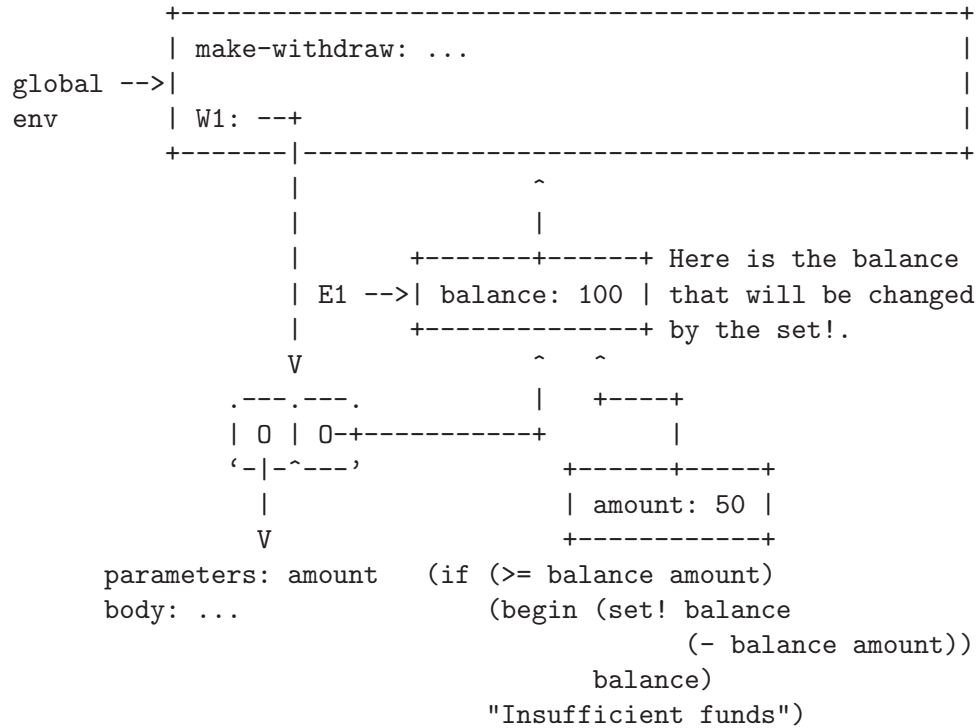 +---------------------------------------------------+
          | make-withdraw: ...                                |
global -->|                                                   |
env       | W1: --+                                           |
          +-------|-------------------------------------------+
                  |               ^
                  |               |
                  |       +-------+------+ Here is the balance
                  | E1 -->| balance: 100 | that will be changed
                  |       +--------------+ by the set!.
                  V               ^   ^
              .---.---.           |   +----+
              | O | O-+-----------+        |
              ‘-|-^---’             +------+-----+
                |                   | amount: 50 |
                V                   +------------+
      parameters: amount   (if (>= balance amount)
      body: ...                (begin (set! balance
                                            (- balance amount))
                                      balance)
                               "Insufficient funds")